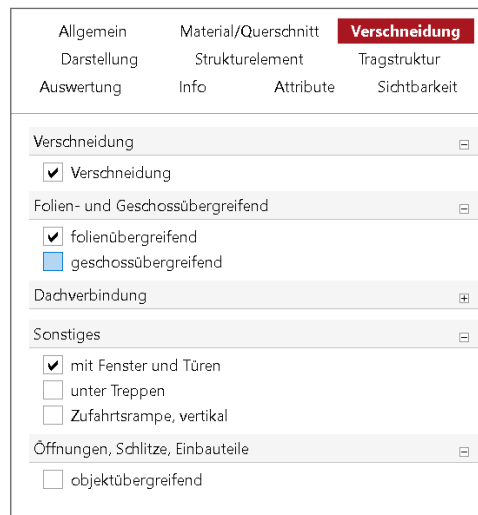 Allgemein Material/Querschnitt Verschneidung
Darstellung Strukturelement Tragstruktur
Auswertung Info Attribute Sichtbarkeit
Verschneidung
Verschneidung
Folien- und Geschossübergreifend
folienübergreifend
geschossübergreifend
Dachverbindung
Sonstiges
mit Fenster und Türen
unter Treppen
Zufahrtsrampe, vertikal
Öffnungen, Schlitze, Einbauteile
objektübergreifend